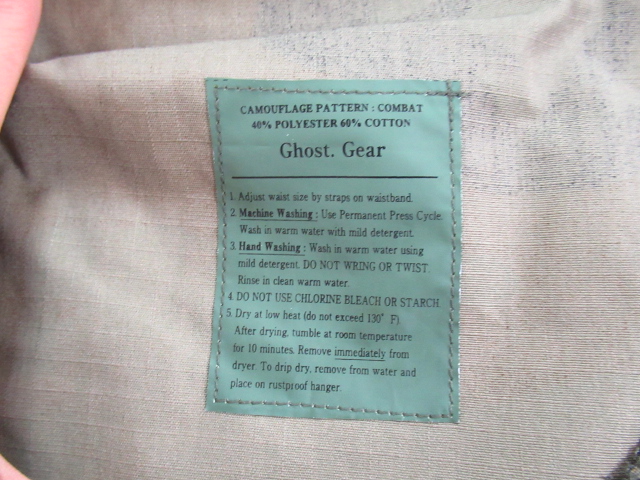 CAMOUFLAGE PATTERN : COMBAT
40% POLYESTER 60% COTTON
Ghost. Gear
1. Adjust waist size by straps on waistband.
2. Machine Washing : Use Permanent Press Cycle.
Wash in warm water with mild detergent.
3. Hand Washing : Wash in warm water using
mild detergent. DO NOT WRING OR TWIST.
Rinse in clean warm water.
4. DO NOT USE CHLORINE BLEACH OR STARCH.
5. Dry at low heat (do not exceed 130° F).
After drying, tumble at room temperature
for 10 minutes. Remove immediately from
dryer. To drip dry, remove from water and
place on rustproof hanger.